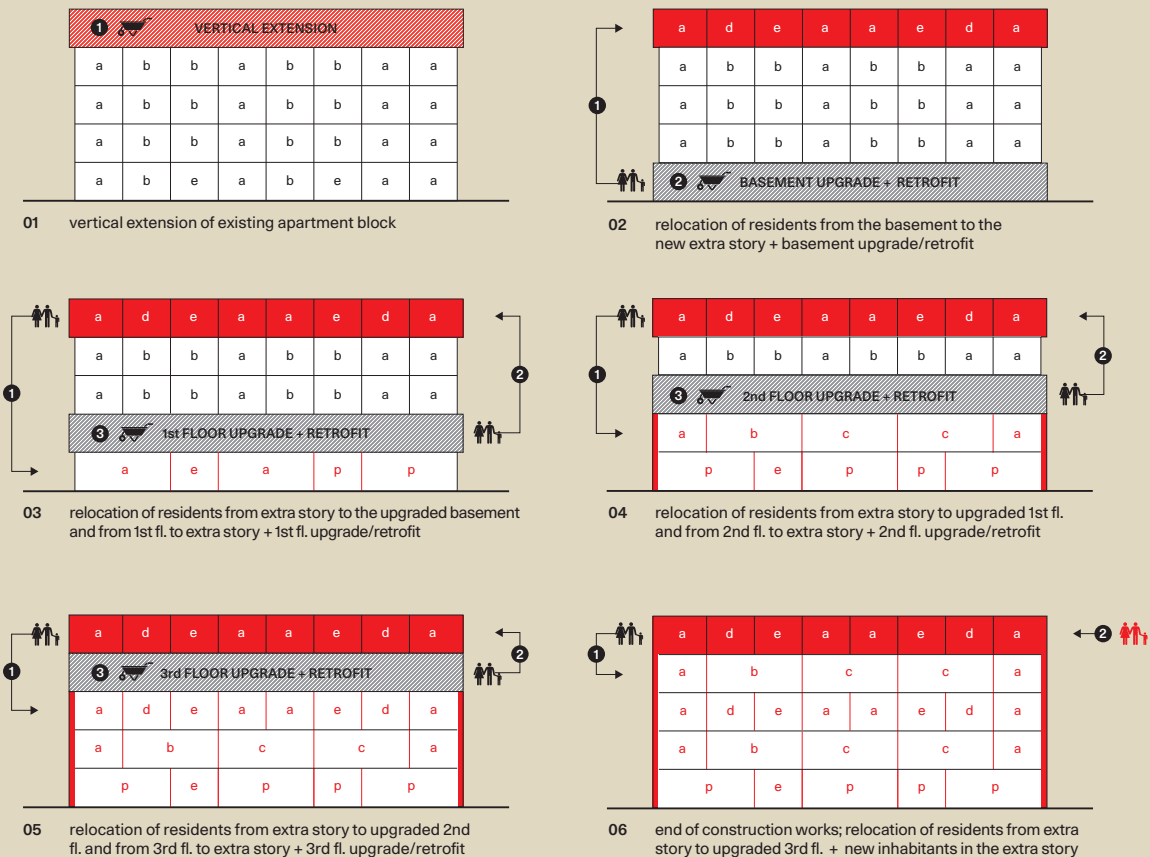 1 VERTICAL EXTENSION
a b b a b b a a
a b b a b b a a
a b b a b b a a
a b e a b e a a
01 vertical extension of existing apartment block
a d e a a e d a
a b b a b b a a
1 a b b a b b a a
a b b a b b a a
2 BASEMENT UPGRADE + RETROFIT
02 relocation of residents from the basement to the
new extra story + basement upgrade/retrofit
a d e a a e d a
a b b a b b a a
1 a b b a b b a a 2
3 1st FLOOR UPGRADE + RETROFIT
a e a p p
03 relocation of residents from extra story to the upgraded basement
and from 1st fl. to extra story + 1st fl. upgrade/retrofit
a d e a a e d a
a b b a b b a a 2
1 3 2nd FLOOR UPGRADE + RETROFIT
a b c c a
p e p p p
04 relocation of residents from extra story to upgraded 1st fl.
and from 2nd fl. to extra story + 2nd fl. upgrade/retrofit
a d e a a e d a
1 3 3rd FLOOR UPGRADE + RETROFIT 2
a d e a a e d a
a b c c a
p e p p p
05 relocation of residents from extra story to upgraded 2nd
fl. and from 3rd fl. to extra story + 3rd fl. upgrade/retrofit
a d e a a e d a 2
1 a b c c a
a d e a a e d a
a b c c a
p e p p p
06 end of construction works; relocation of residents from extra
story to upgraded 3rd fl. + new inhabitants in the extra story